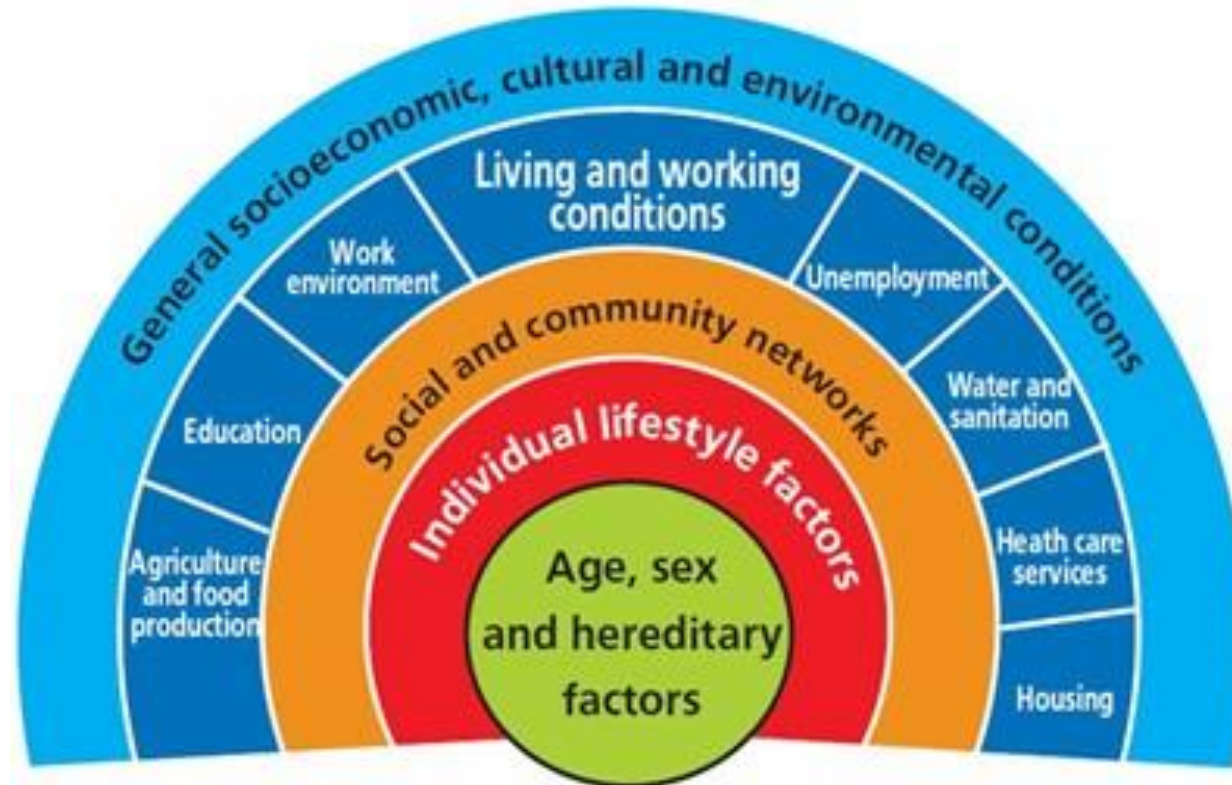 General socioeconomic, cultural and environmental conditions
Living and working
conditions
Work
environment
Unemployment
Education
Water and
sanitation
Agriculture
and food
production
Heath care
services
Housing
Social and community networks
Individual lifestyle factors
Age, sex
and hereditary
factors